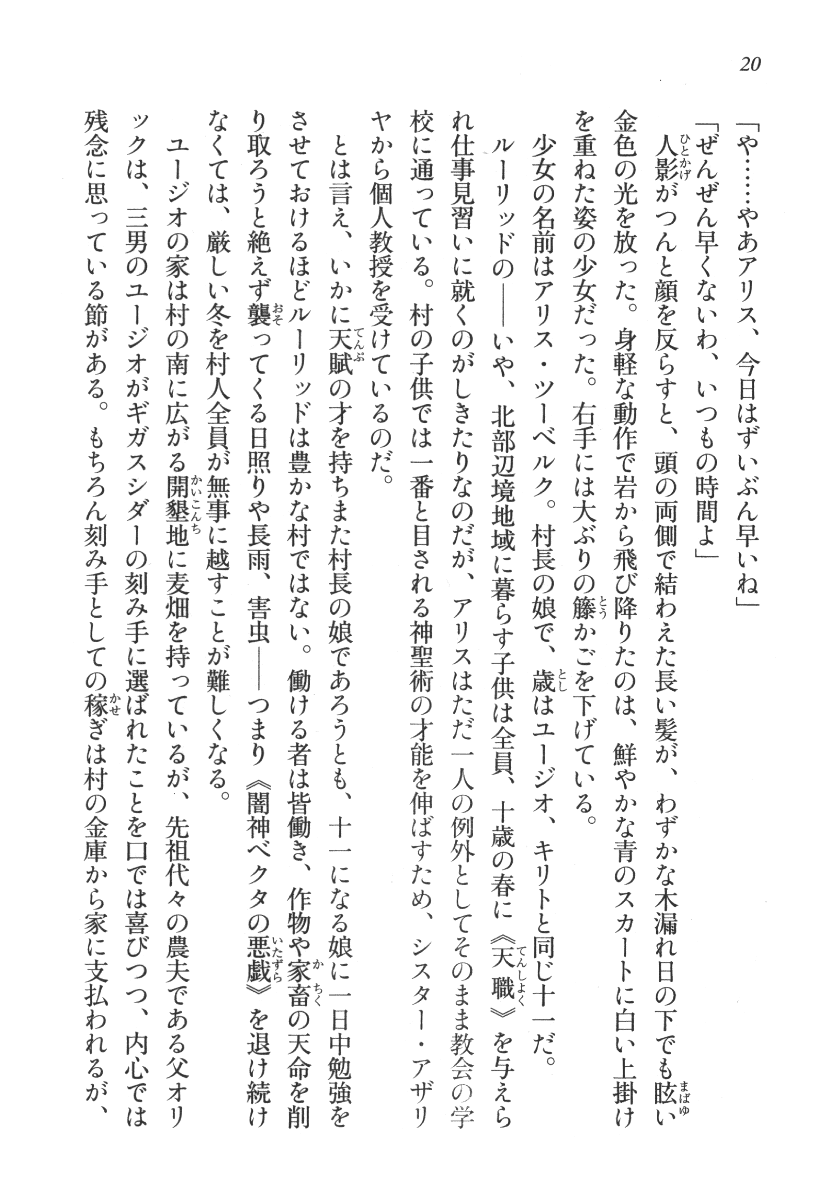 20
「や……やあアリス、今日はずいぶん早いね」
「ぜんぜん早くないわ、いつもの時間よ」
　人影がつんと顔を反らすと、頭の両側で結わえた長い髪が、わずかな木漏れ日の下でも眩い
金色の光を放った。身軽な動作で岩から飛び降りたのは、鮮やかな青のスカートに白い上掛け
を重ねた姿の少女だった。右手には大ぶりの籐かごを下げている。
　少女の名前はアリス・ツーベルク。村長の娘で、歳はユージオ、キリトと同じ十一だ。
　ルーリッドの――いや、北部辺境地域に暮らす子供は全員、十歳の春に《天職》を与えら
れ仕事見習いに就くのがしきたりなのだが、アリスはただ一人の例外としてそのまま教会の学
校に通っている。村の子供では一番と目される神聖術の才能を伸ばすため、シスター・アザリ
ヤから個人教授を受けているのだ。
　とは言え、いかに天賦の才を持ちまた村長の娘であろうとも、十一になる娘に一日中勉強を
させておけるほどルーリッドは豊かな村ではない。働ける者は皆働き、作物や家畜の天命を削
り取ろうと絶えず襲ってくる日照りや長雨、害虫――つまり《闇神ベクタの悪戯》を退け続け
なくては、厳しい冬を村人全員が無事に越すことが難しくなる。
　ユージオの家は村の南に広がる開墾地に麦畑を持っているが、先祖代々の農夫である父オリ
ックは、三男のユージオがギガスシダーの刻み手に選ばれたことを口では喜びつつ、内心では
残念に思っている節がある。もちろん刻み手としての稼ぎは村の金庫から家に支払われるが、